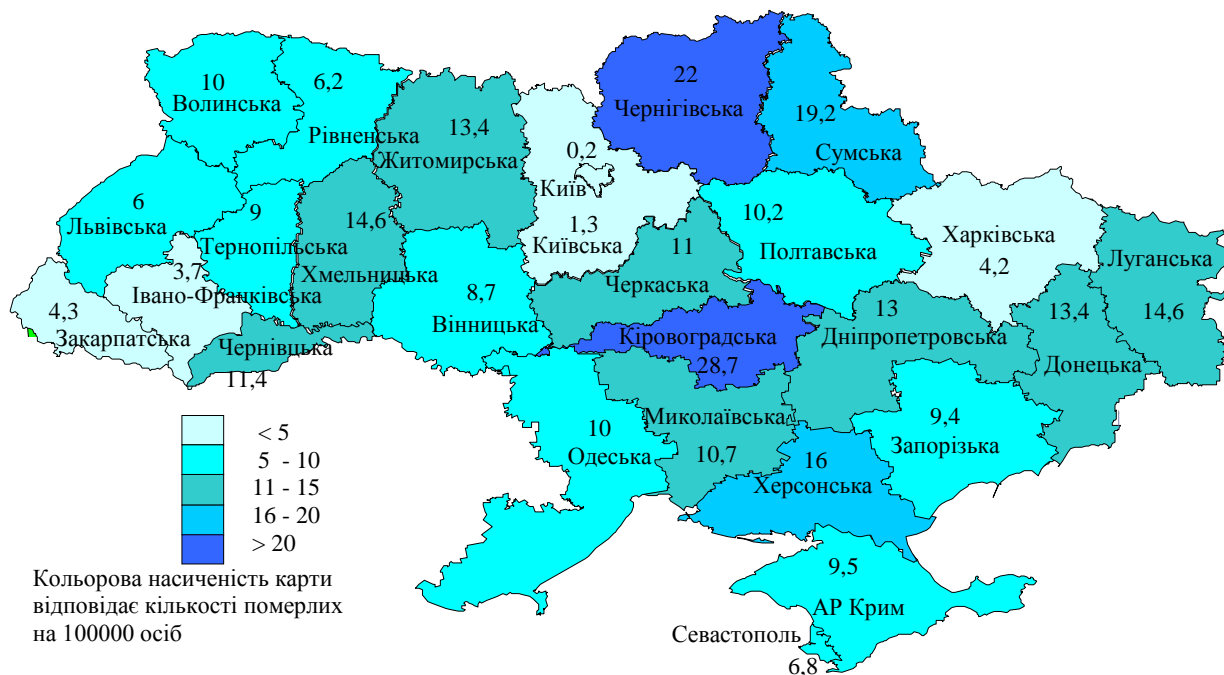 10
Волинська
6,2
Рівненська
13,4
Житомирська
0,2
Київ
1,3
Київська
22
Чернігівська
19,2
Сумська
6
Львівська
9
Тернопільська
14,6
Хмельницька
10,2
Полтавська
Харківська
4,2
Луганська
14,6
3,7
Івано-Франківська
4,3
Закарпатська
Чернівцька
11,4
8,7
Вінницька
11
Черкаська
Кіровоградська
28,7
13
Дніпропетровська
13,4
Донецька
10
Одеська
Миколаївська
10,7
9,4
Запорізька
16
Херсонська
9,5
АР Крим
Севастополь
6,8
< 5
5 - 10
11 - 15
16 - 20
> 20
Кольорова насиченість карти
відповідає кількості померлих
на 100000 осіб